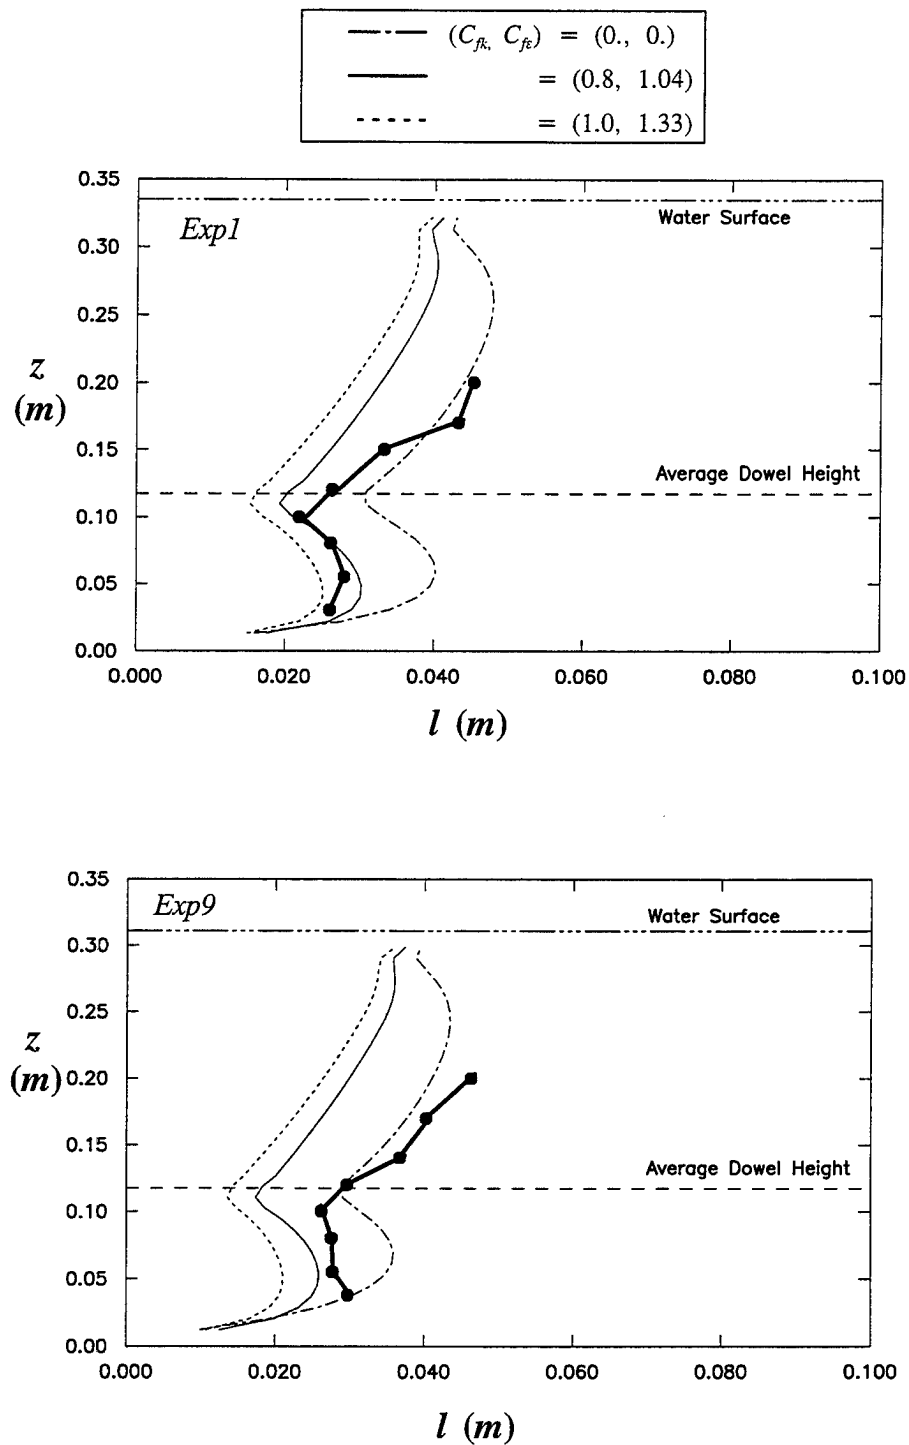 (C_fk, C_fε) = (0., 0.)
= (0.8, 1.04)
= (1.0, 1.33)
0.35
0.30
0.25
0.20
0.15
0.10
0.05
0.00
z
(m)
Exp1
Water Surface
Average Dowel Height
0.000 0.020 0.040 0.060 0.080 0.100
l (m)
0.35
0.30
0.25
0.20
0.15
0.10
0.05
0.00
z
(m)
Exp9
Water Surface
Average Dowel Height
0.000 0.020 0.040 0.060 0.080 0.100
l (m)